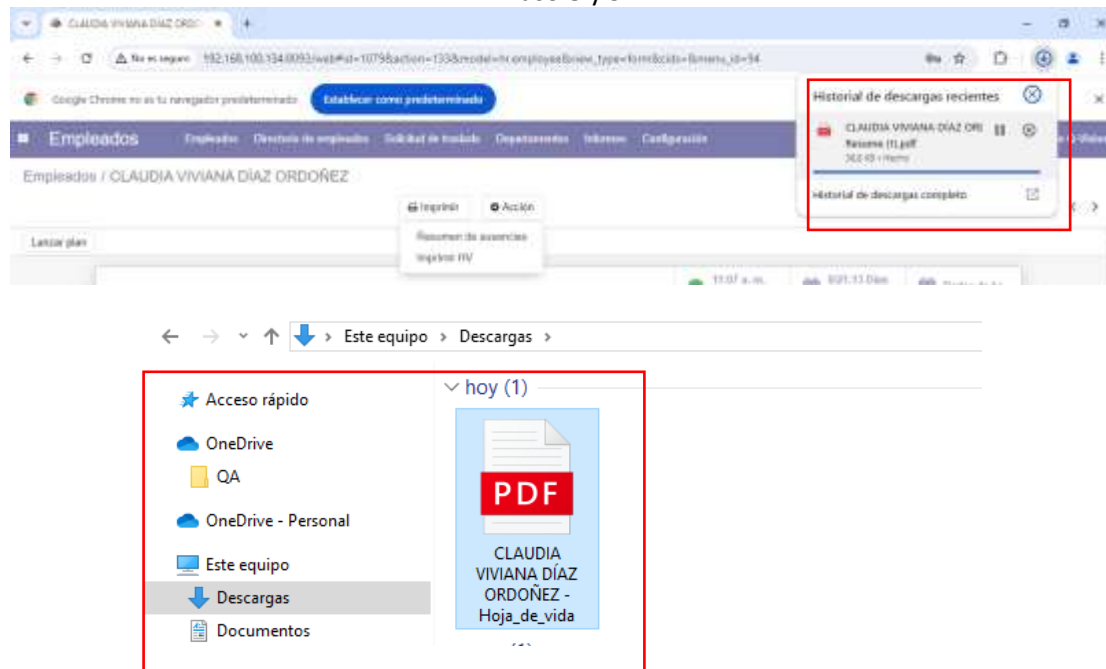 CLAUDIA VIVIANA DÍAZ ORD
No es seguro
Google Chrome no es tu navegador predeterminado
Establecer como predeterminado
Historial de descargas recientes
CLAUDIA VIVIANA DÍAZ ORD
Resume (1).pdf
Historial de descargas completo
Empleados
Empleados Directorio de empleados Solicitud de traslado Departamentos Informes Configuración
Empleados / CLAUDIA VIVIANA DÍAZ ORDOÑEZ
Imprimir Acción
Lanzar plan
Resumen de ausencias
Imprimir HV
11:07 a. m.
Este equipo > Descargas >
Acceso rápido
OneDrive
QA
OneDrive - Personal
Este equipo
Descargas
Documentos
hoy (1)
PDF
CLAUDIA
VIVIANA DÍAZ
ORDOÑEZ -
Hoja_de_vida